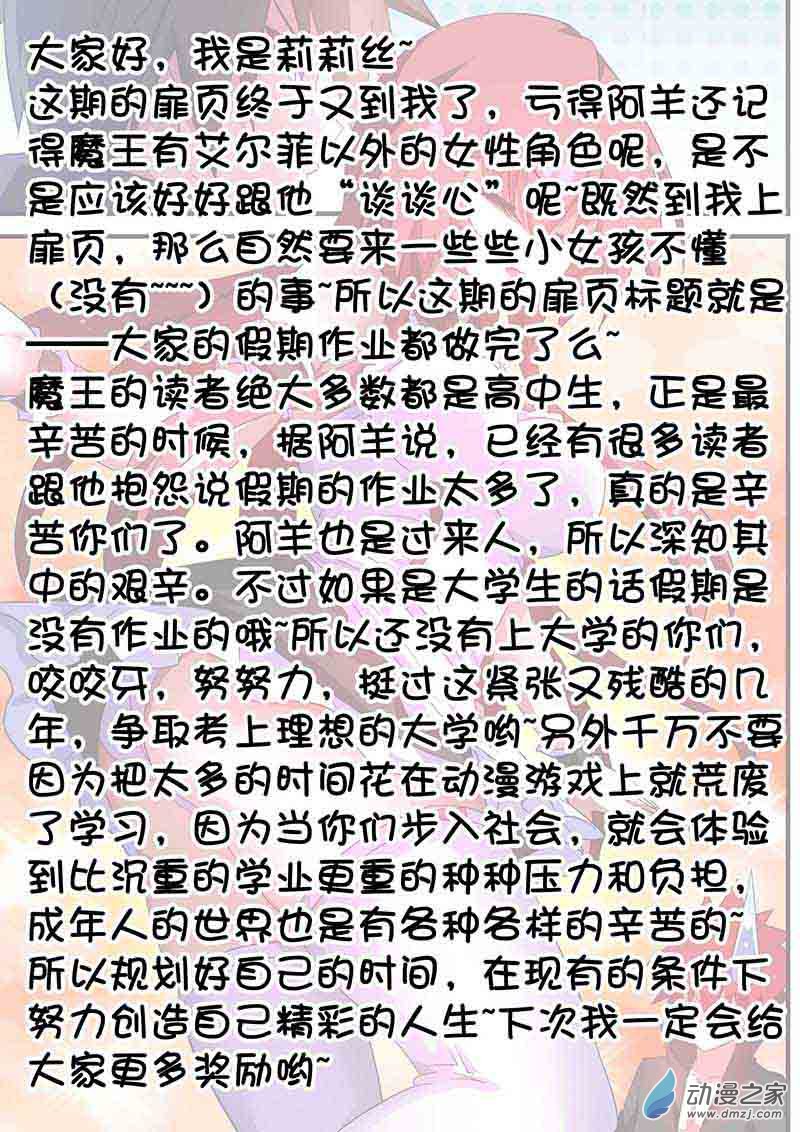 大家好，我是莉莉丝~
这期的扉页终于又到我了，亏得阿羊还记
得魔王有艾尔菲以外的女性角色呢，是不
是应该好好跟他“谈谈心”呢~既然到我上
扉页，那么自然要来一些些小女孩不懂
（没有~~~）的事~所以这期的扉页标题就是
——大家的假期作业都做完了么~
魔王的读者绝大多数都是高中生，正是最
辛苦的时候，据阿羊说，已经有很多读者
跟他抱怨说假期的作业太多了，真的是辛
苦你们了。阿羊也是过来人，所以深知其
中的艰辛。不过如果是大学生的话假期是
没有作业的哦~所以还没有上大学的你们，
咬咬牙，努努力，挺过这紧张又残酷的几
年，争取考上理想的大学哟~另外千万不要
因为把太多的时间花在动漫游戏上就荒废
了学习，因为当你们步入社会，就会体验
到比沉重的学业更重的种种压力和负担，
成年人的世界也是有各种各样的辛苦的~
所以规划好自己的时间，在现有的条件下
努力创造自己精彩的人生~下次我一定会给
大家更多奖励哟~
动漫之家
www.dmzj.com